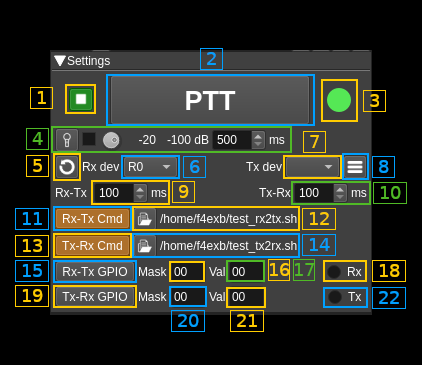 2
▼Settings
1 PTT 3
4 -20 -100 dB 500 ms 7
5 Rx dev R0 6 Tx dev 8
Rx-Tx 100 ms 9 Tx-Rx 100 ms 10
11 Rx-Tx Cmd /home/f4exb/test_rx2tx.sh 12
13 Tx-Rx Cmd /home/f4exb/test_tx2rx.sh 14
15 Rx-Tx GPIO Mask 00 Val 00 16 17 Rx 18
19 Tx-Rx GPIO Mask 00 Val 00 Tx 22
20 21